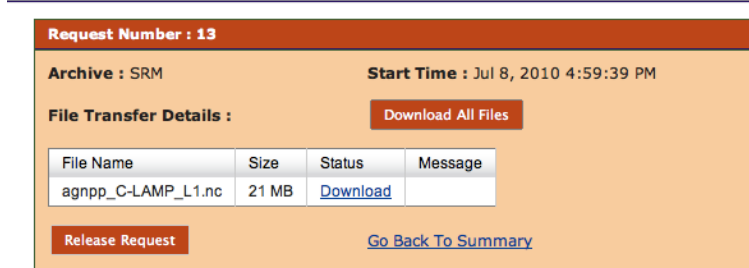 Request Number : 13
Archive : SRM Start Time : Jul 8, 2010 4:59:39 PM
File Transfer Details : Download All Files
File Name Size Status Message
agnpp_C-LAMP_L1.nc 21 MB Download
Release Request Go Back To Summary